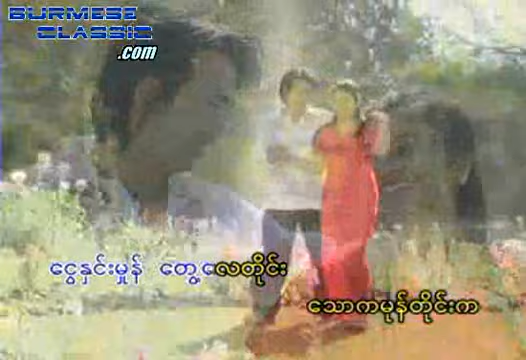 BURMESE
CLASSIC
.com
ငွေနှင်းမှုန် တွေ့လေတိုင်း
သောကမုန်တိုင်းက